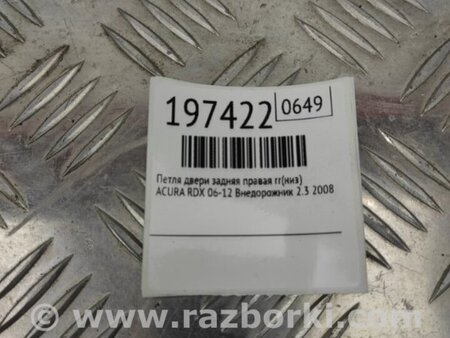 197422 0649
Петля двери задняя правая rr(низ)
ACURA RDX 06-12 Внедорожник 2.3 2008
www.razborki.com